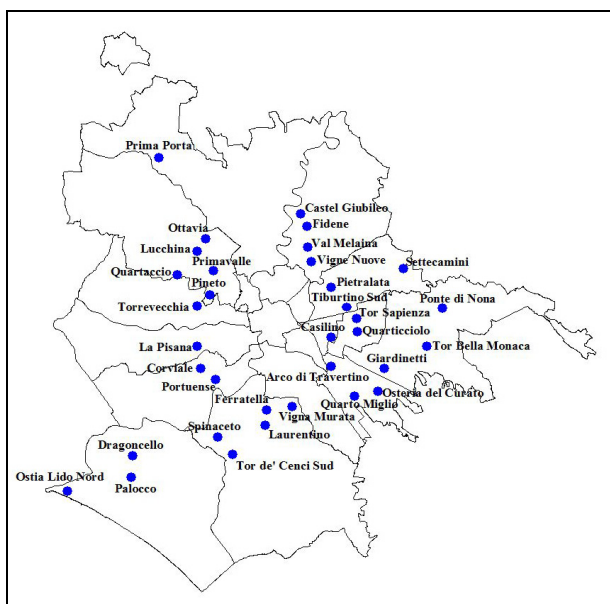 Prima Porta
Castel Giubileo
Fidene
Ottavia
Val Melaina
Lucchina
Vigne Nuove
Primavalle
Settecamini
Quartaccio
Pineto
Pietralata
Tiburtino Sud
Ponte di Nona
Torrevecchia
Tor Sapienza
Casilino
Quarticciolo
La Pisana
Tor Bella Monaca
Giardinetti
Corviale
Arco di Travertino
Portuense
Osteria del Curato
Ferratella
Quarto Miglio
Vigna Murata
Spinaceto
Laurentino
Dragoncello
Tor de' Cenci Sud
Ostia Lido Nord
Palocco